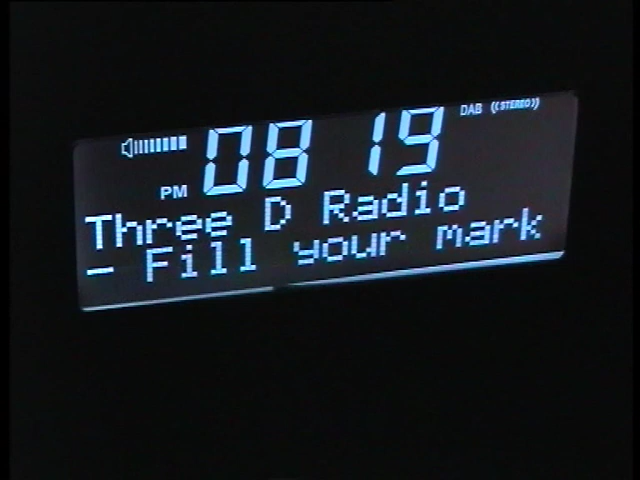 DAB ((STEREO))
08 19
PM
Three D Radio
- Fill your mark